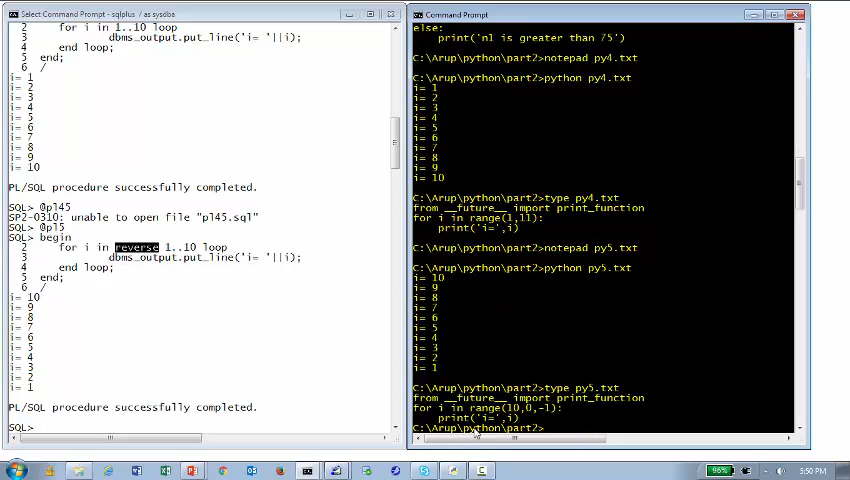 Select Command Prompt - sqlplus / as sysdba
2 for i in 1..10 loop
3 dbms_output.put_line('i= '||i);
4 end loop;
5 end;
6 /
i= 1
i= 2
i= 3
i= 4
i= 5
i= 6
i= 7
i= 8
i= 9
i= 10
PL/SQL procedure successfully completed.
SQL> @pl45
SP2-0310: unable to open file "pl45.sql"
SQL> @pl5
SQL> begin
2 for i in reverse 1..10 loop
3 dbms_output.put_line('i= '||i);
4 end loop;
5 end;
6 /
i= 10
i= 9
i= 8
i= 7
i= 6
i= 5
i= 4
i= 3
i= 2
i= 1
PL/SQL procedure successfully completed.
SQL>
Command Prompt
else:
print('n1 is greater than 75')
C:\Arup\python\part2>notepad py4.txt
C:\Arup\python\part2>python py4.txt
i= 1
i= 2
i= 3
i= 4
i= 5
i= 6
i= 7
i= 8
i= 9
i= 10
C:\Arup\python\part2>type py4.txt
from __future__ import print_function
for i in range(1,11):
print('i=',i)
C:\Arup\python\part2>notepad py5.txt
C:\Arup\python\part2>python py5.txt
i= 10
i= 9
i= 8
i= 7
i= 6
i= 5
i= 4
i= 3
i= 2
i= 1
C:\Arup\python\part2>type py5.txt
from __future__ import print_function
for i in range(10,0,-1):
print('i=',i)
C:\Arup\python\part2>
96%
5:50 PM